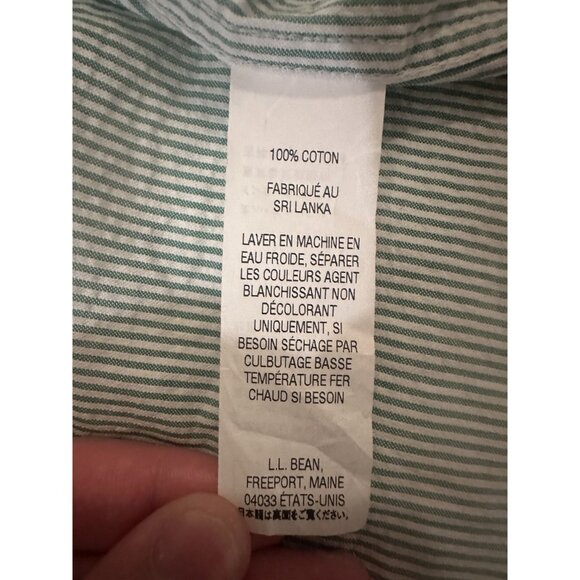 100% COTON
FABRIQUÉ AU
SRI LANKA
LAVER EN MACHINE EN
EAU FROIDE, SÉPARER
LES COULEURS AGENT
BLANCHISSANT NON
DÉCOLORANT
UNIQUEMENT, SI
BESOIN SÉCHAGE PAR
CULBUTAGE BASSE
TEMPÉRATURE FER
CHAUD SI BESOIN
L.L. BEAN,
FREEPORT, MAINE
04033 ÉTATS-UNIS
日本語は裏面をご覧ください。